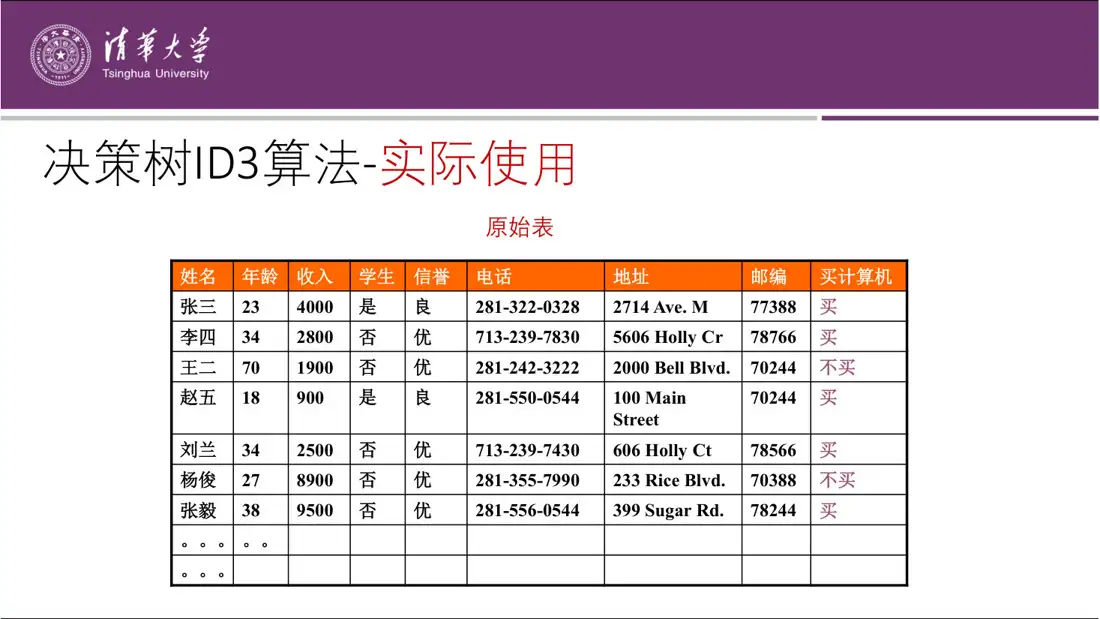 清华大学
Tsinghua University
决策树ID3算法-实际使用
原始表
姓名 年龄 收入 学生 信誉 电话 地址 邮编 买计算机
张三 23 4000 是 良 281-322-0328 2714 Ave. M 77388 买
李四 34 2800 否 优 713-239-7830 5606 Holly Cr 78766 买
王二 70 1900 否 优 281-242-3222 2000 Bell Blvd. 70244 不买
赵五 18 900 是 良 281-550-0544 100 Main 70244 买
Street
刘兰 34 2500 否 优 713-239-7430 606 Holly Ct 78566 买
杨俊 27 8900 否 优 281-355-7990 233 Rice Blvd. 70388 不买
张毅 38 9500 否 优 281-556-0544 399 Sugar Rd. 78244 买
。。。 。。
。。。